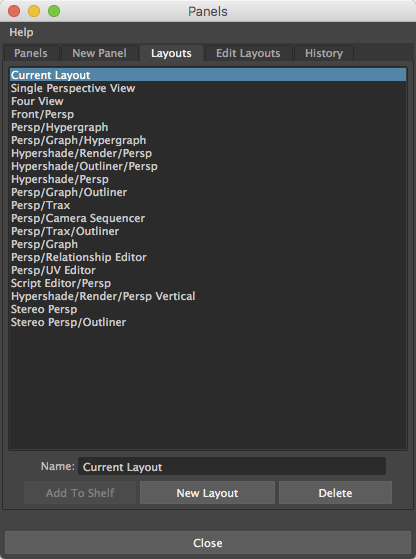 Panels
Help
Panels New Panel Layouts Edit Layouts History
Current Layout
Single Perspective View
Four View
Front/Persp
Persp/Hypergraph
Persp/Graph/Hypergraph
Hypershade/Render/Persp
Hypershade/Outliner/Persp
Hypershade/Persp
Persp/Graph/Outliner
Persp/Trax
Persp/Camera Sequencer
Persp/Trax/Outliner
Persp/Graph
Persp/Relationship Editor
Persp/UV Editor
Script Editor/Persp
Hypershade/Render/Persp Vertical
Stereo Persp
Stereo Persp/Outliner
Name: Current Layout
Add To Shelf New Layout Delete
Close